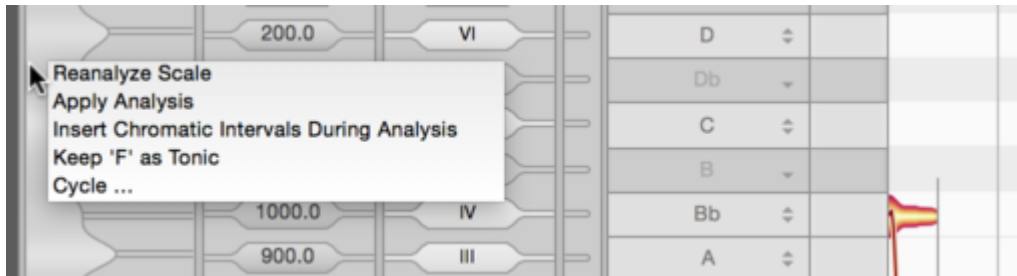 200.0 VI D
Reanalyze Scale
Db
Apply Analysis
Insert Chromatic Intervals During Analysis C
Keep 'F' as Tonic
B
Cycle ...
1000.0 IV Bb
900.0 III A